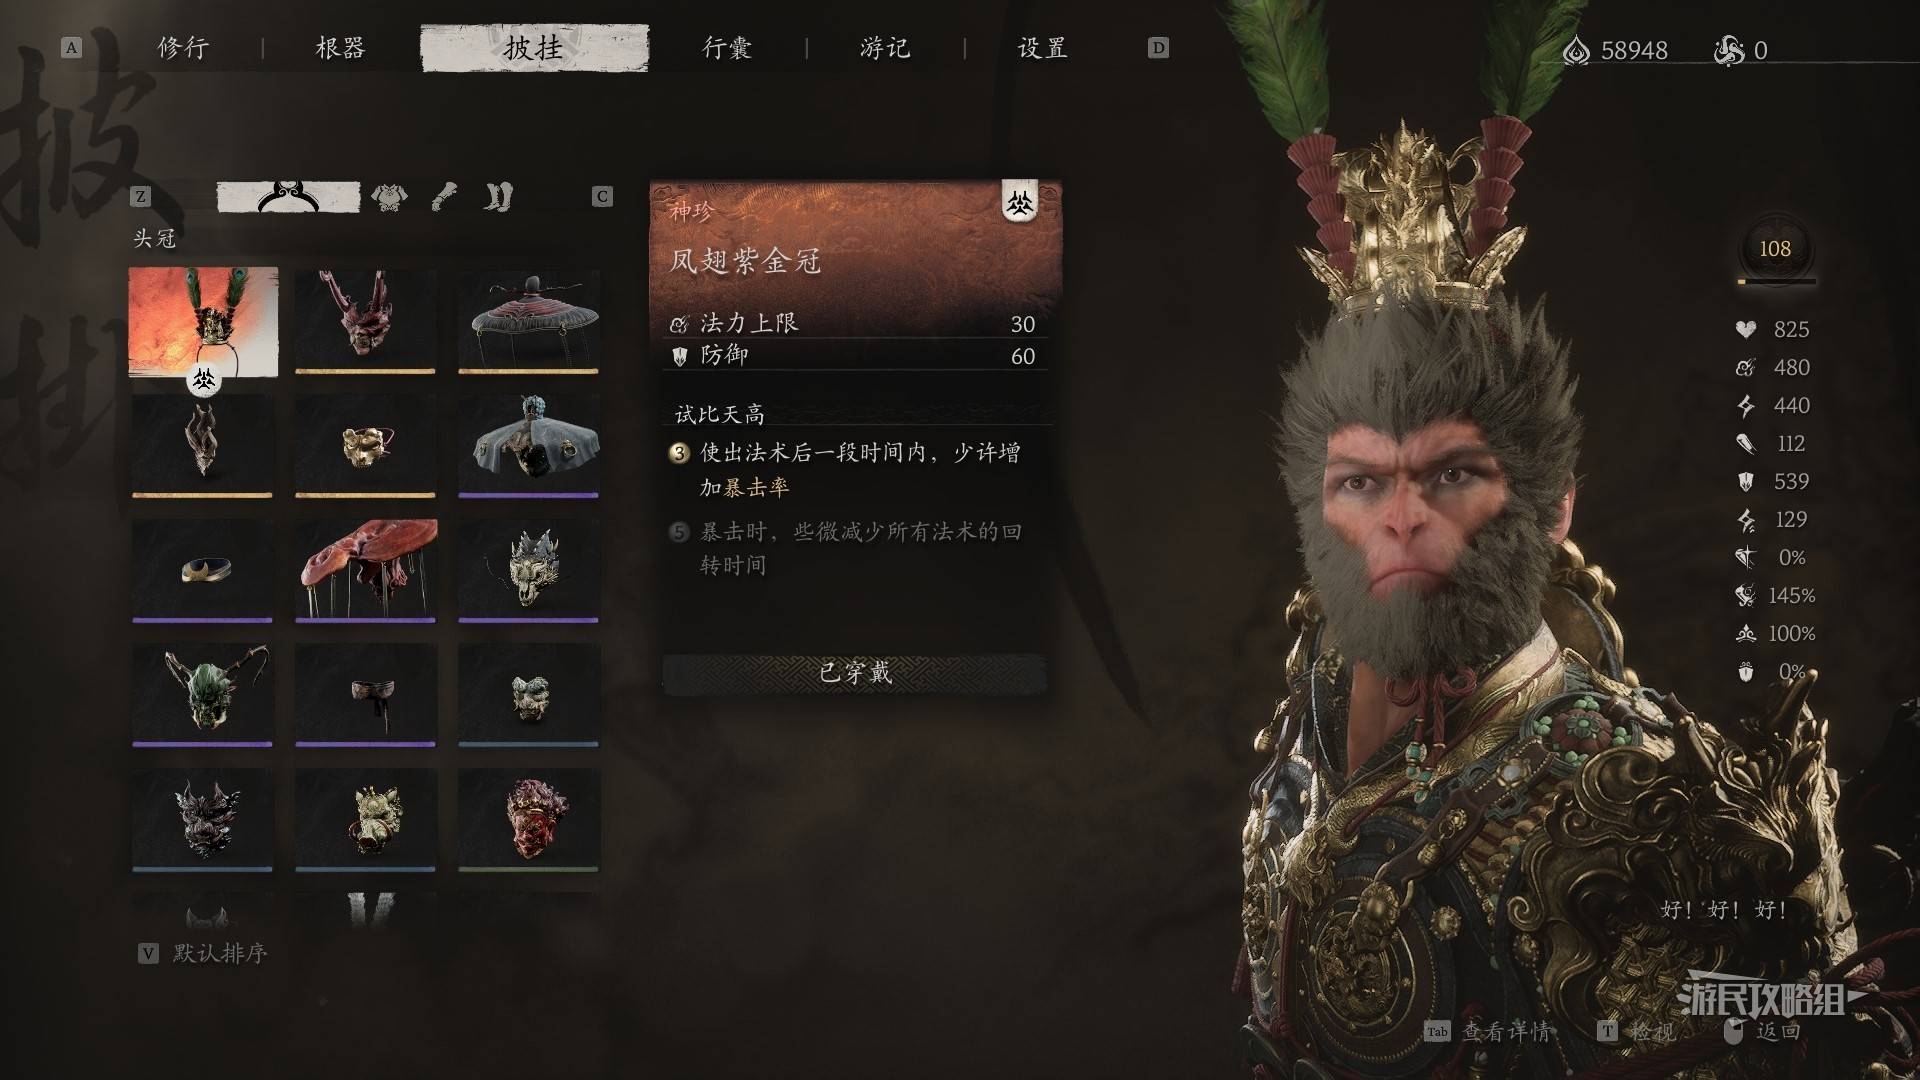 A 修行 根器 披挂 行囊 游记 设置 D 58948 0
披挂
Z C
头冠
神珍
凤翅紫金冠
法力上限 30
防御 60
试比天高
3 使出法术后一段时间内，少许增
加暴击率
5 暴击时，些微减少所有法术的回
转时间
已穿戴
V 默认排序
108
825
480
440
112
539
129
0%
145%
100%
0%
好！好！好！
游民攻略组
Tab 查看详情 T 检视 返回